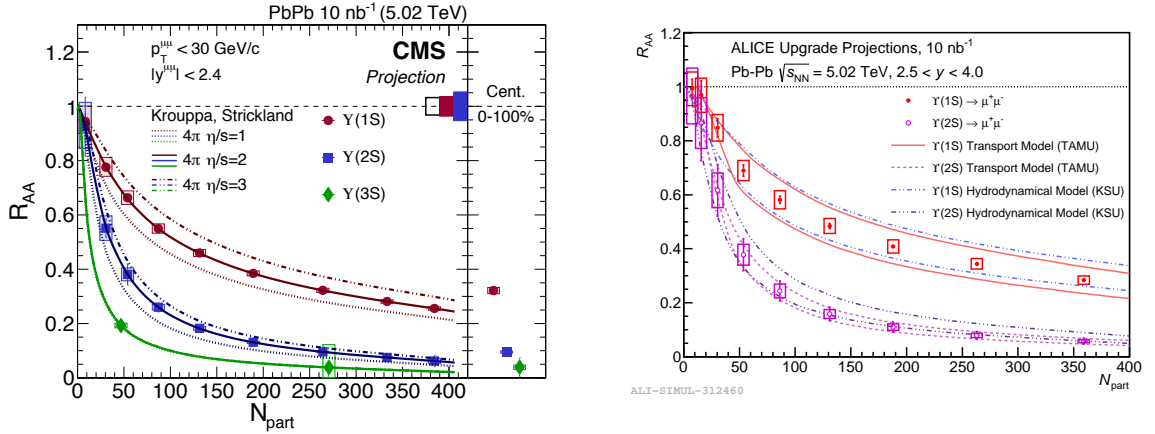 PbPb 10 nb⁻¹ (5.02 TeV)
p_T^μμ < 30 GeV/c
|y^μμ| < 2.4
CMS
Projection
Cent.
0-100%
Krouppa, Strickland
4π η/s=1
4π η/s=2
4π η/s=3
ϒ(1S)
ϒ(2S)
ϒ(3S)
R_AA
1.2
1
0.8
0.6
0.4
0.2
0
0 50 100 150 200 250 300 350 400
N_part
R_AA
ALICE Upgrade Projections, 10 nb⁻¹
Pb-Pb √s_NN = 5.02 TeV, 2.5 < y < 4.0
ϒ(1S) → μ⁺μ⁻
ϒ(2S) → μ⁺μ⁻
ϒ(1S) Transport Model (TAMU)
ϒ(2S) Transport Model (TAMU)
ϒ(1S) Hydrodynamical Model (KSU)
ϒ(2S) Hydrodynamical Model (KSU)
1.2
1
0.8
0.6
0.4
0.2
0
0 50 100 150 200 250 300 350 400
N_part
ALI-SIMUL-312460